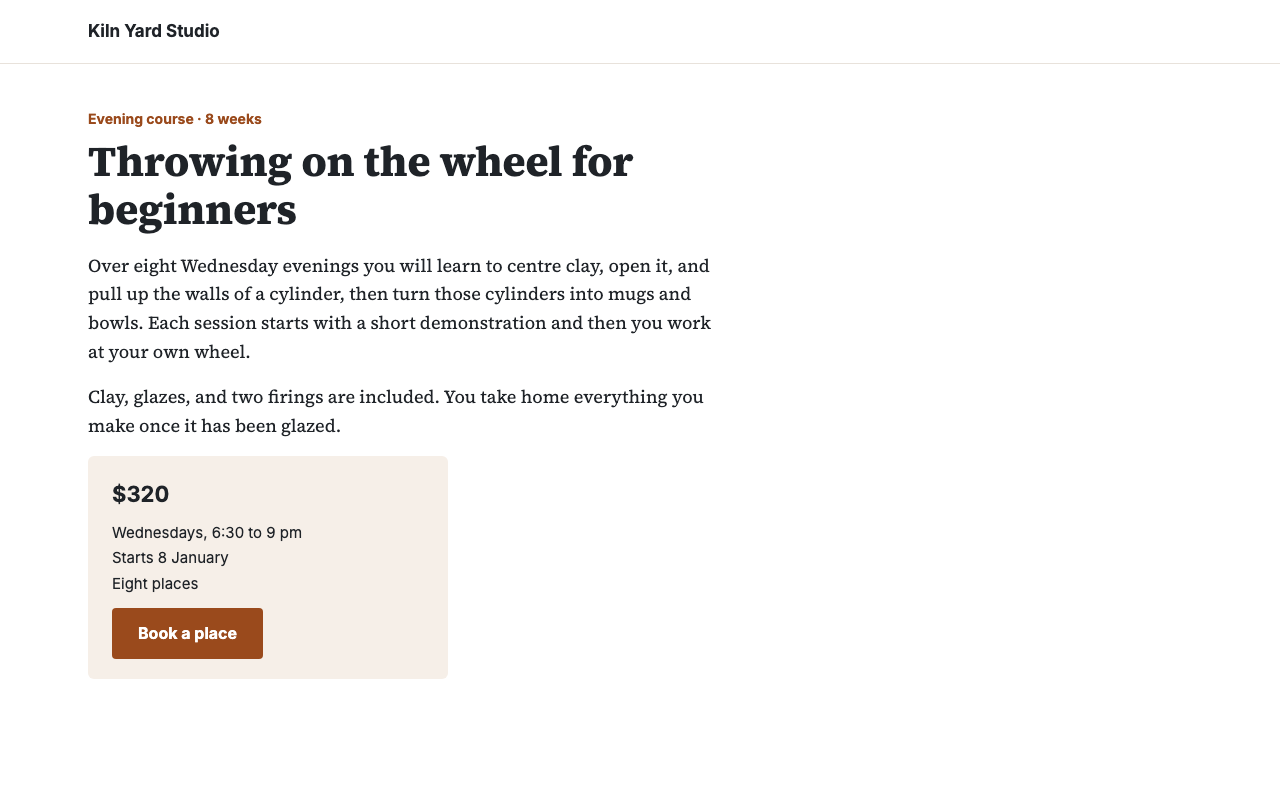 Kiln Yard Studio
Evening course · 8 weeks
Throwing on the wheel for
beginners
Over eight Wednesday evenings you will learn to centre clay, open it, and
pull up the walls of a cylinder, then turn those cylinders into mugs and
bowls. Each session starts with a short demonstration and then you work
at your own wheel.
Clay, glazes, and two firings are included. You take home everything you
make once it has been glazed.
$320
Wednesdays, 6:30 to 9 pm
Starts 8 January
Eight places
Book a place